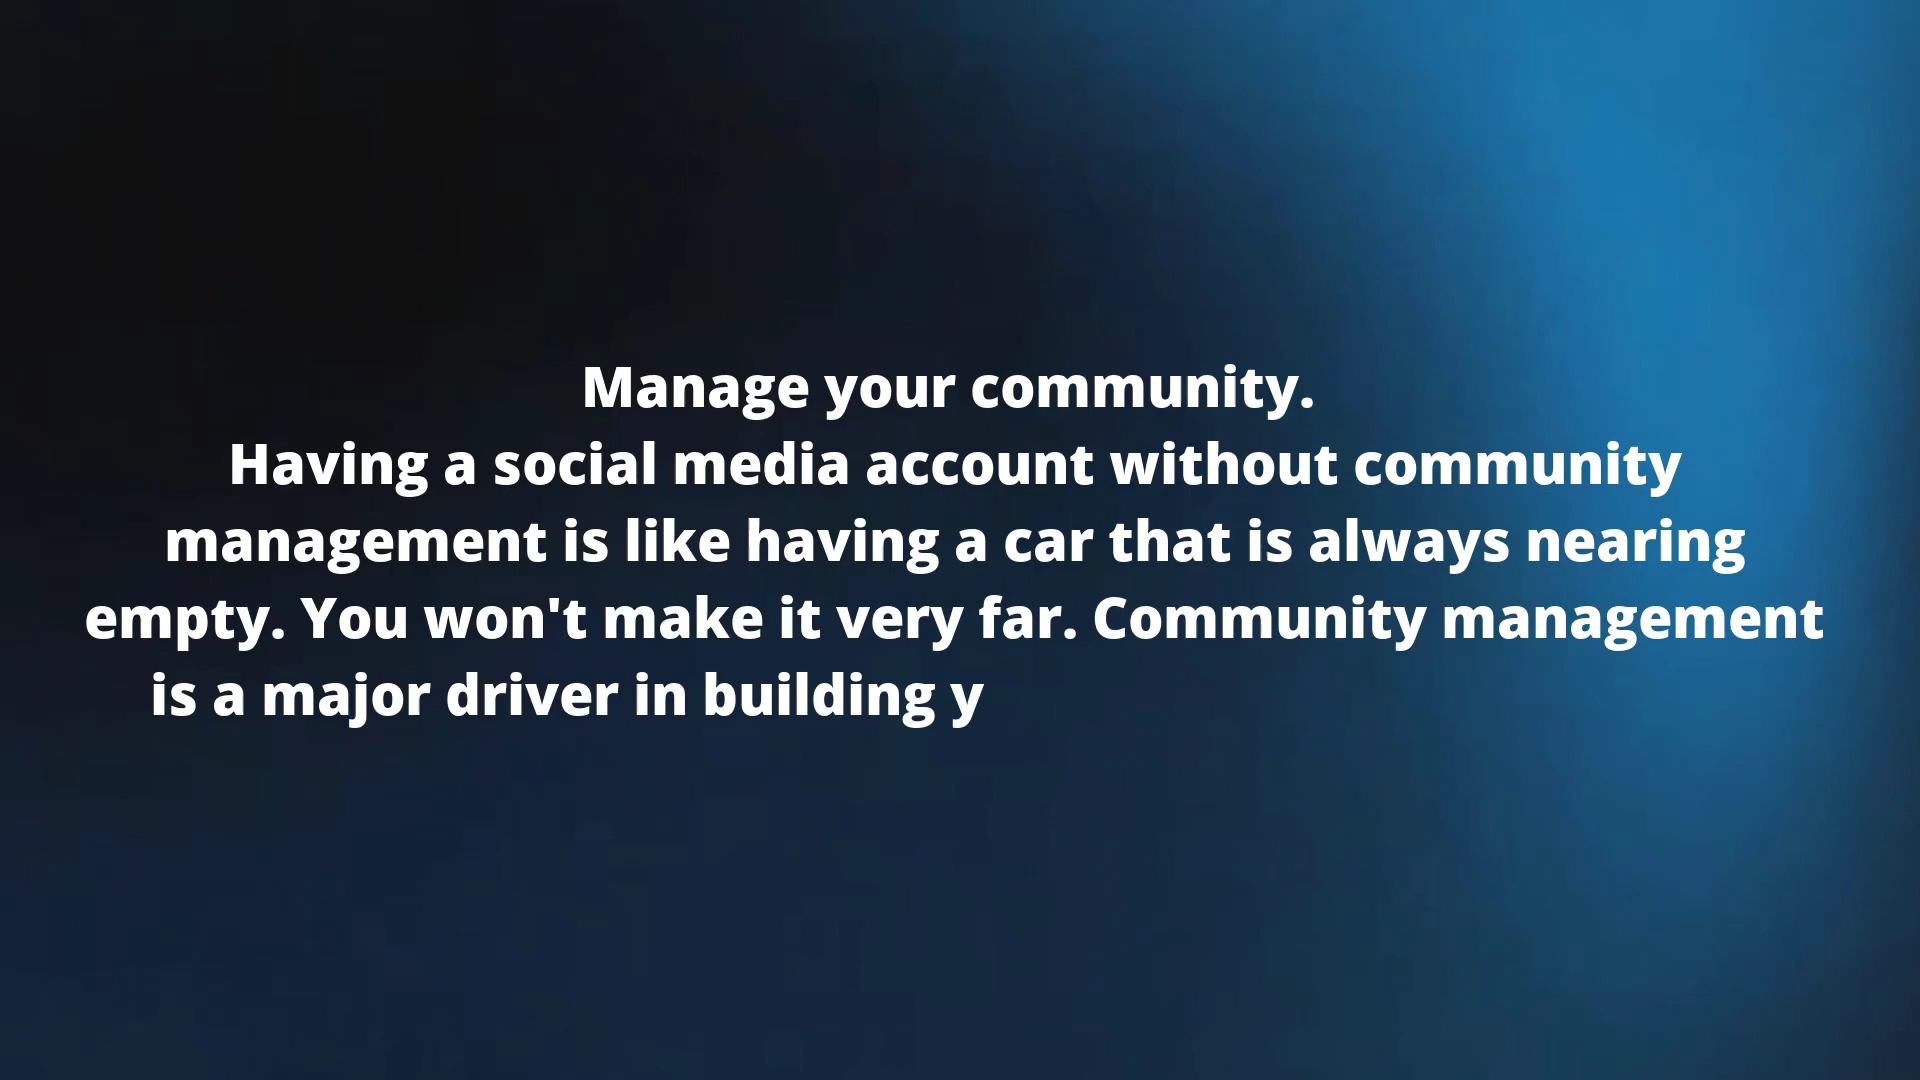 Manage your community.
Having a social media account without community
management is like having a car that is always nearing
empty. You won't make it very far. Community management
is a major driver in building y